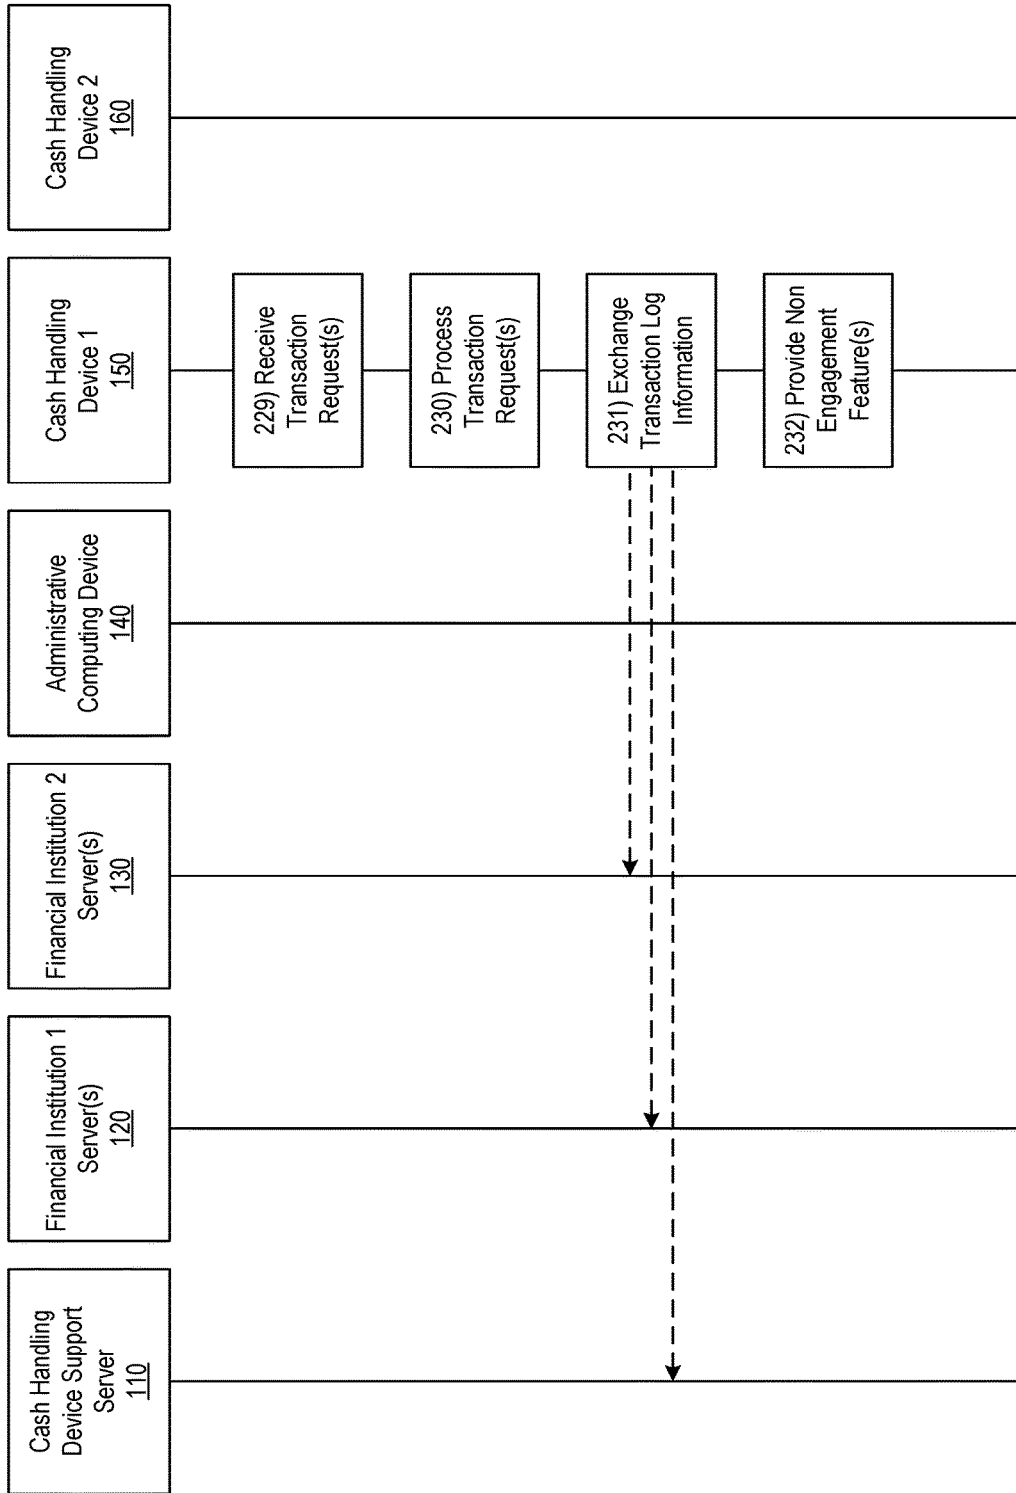 Cash Handling
Device Support
Server
110
Financial Institution 1
Server(s)
120
Financial Institution 2
Server(s)
130
Administrative
Computing Device
140
Cash Handling
Device 1
150
Cash Handling
Device 2
160
229) Receive
Transaction
Request(s)
230) Process
Transaction
Request(s)
231) Exchange
Transaction Log
Information
232) Provide Non
Engagement
Feature(s)